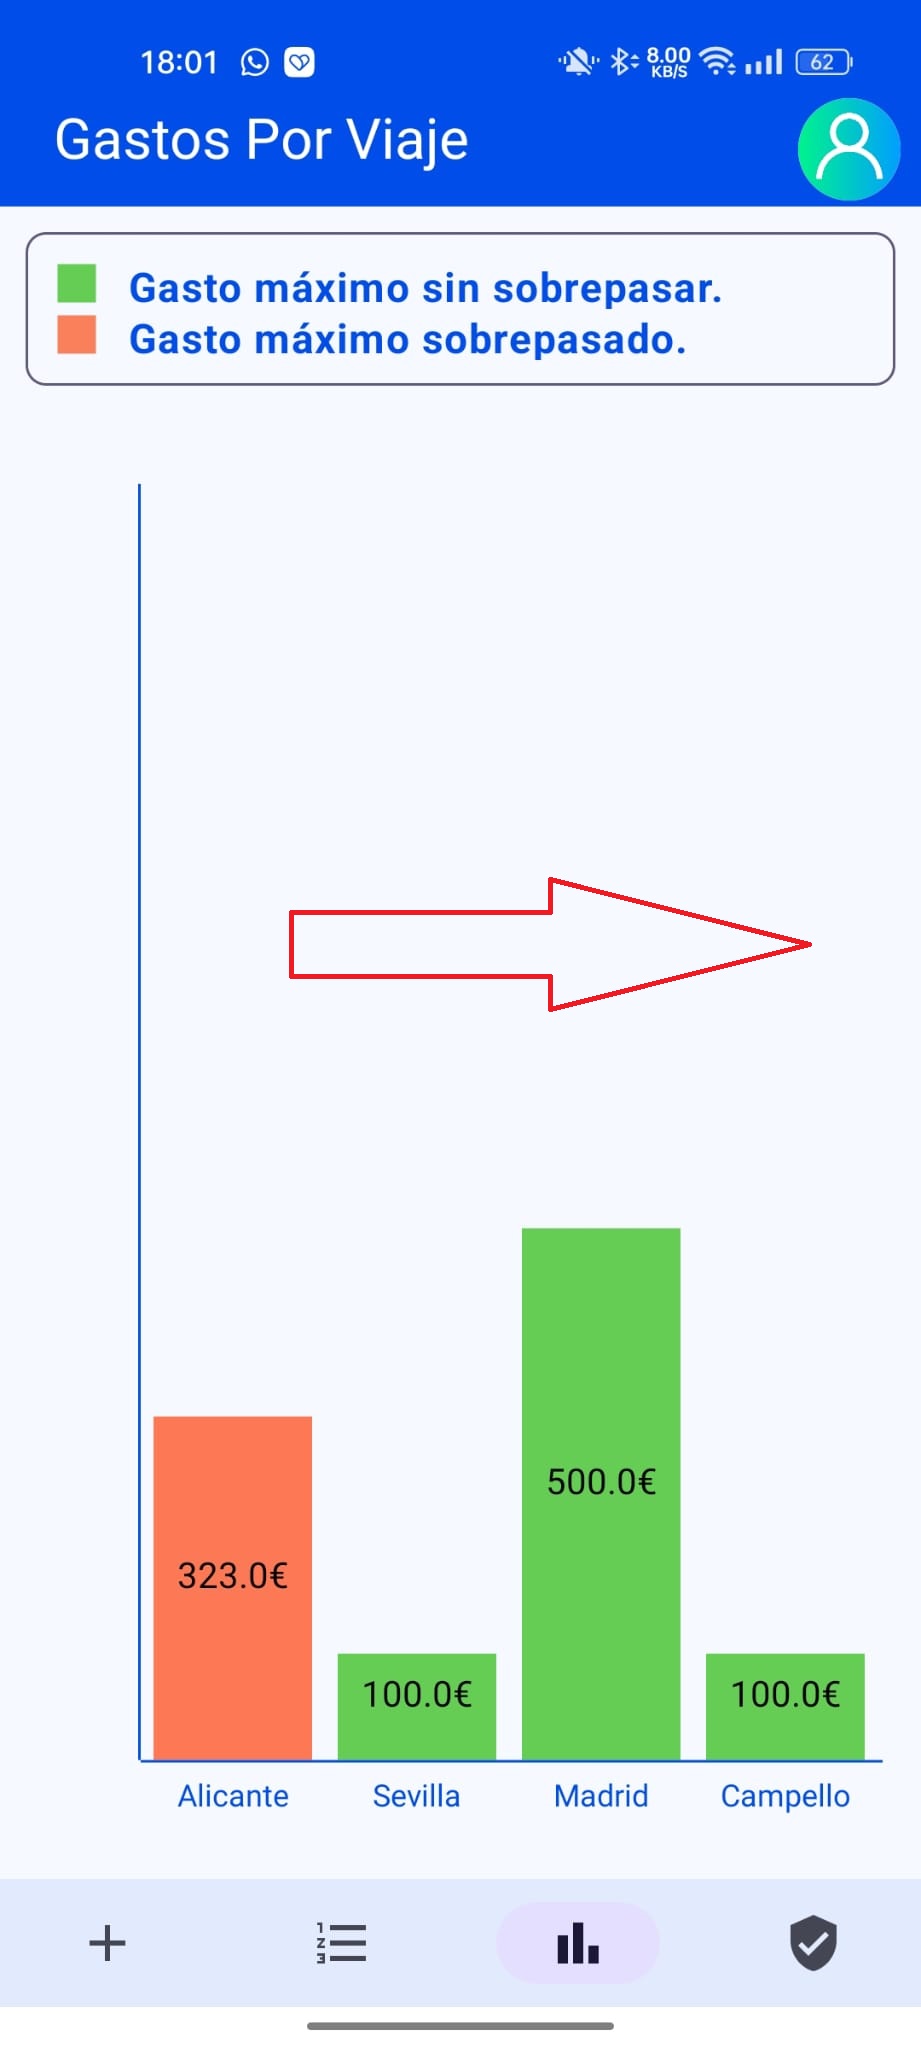 18:01
8.00
KB/S
62
Gastos Por Viaje
Gasto máximo sin sobrepasar.
Gasto máximo sobrepasado.
500.0€
323.0€
100.0€
100.0€
Alicante
Sevilla
Madrid
Campello